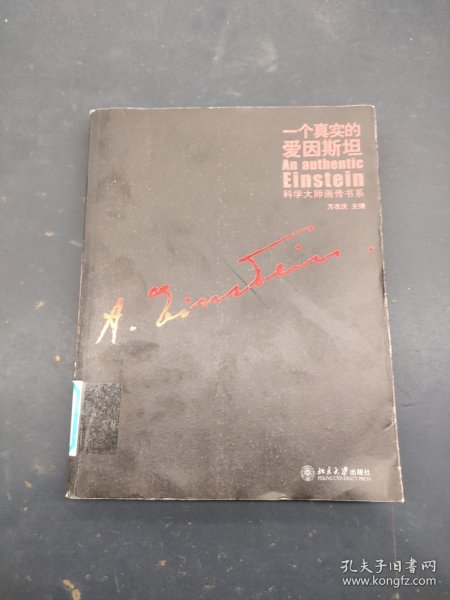 一个真实的
爱因斯坦
An authentic
Einstein
科学大师画传书系
方在庆 主编
A. Einstein.
北京大学出版社
PEKING UNIVERSITY PRESS
孔夫子旧书网
www.kongfz.com